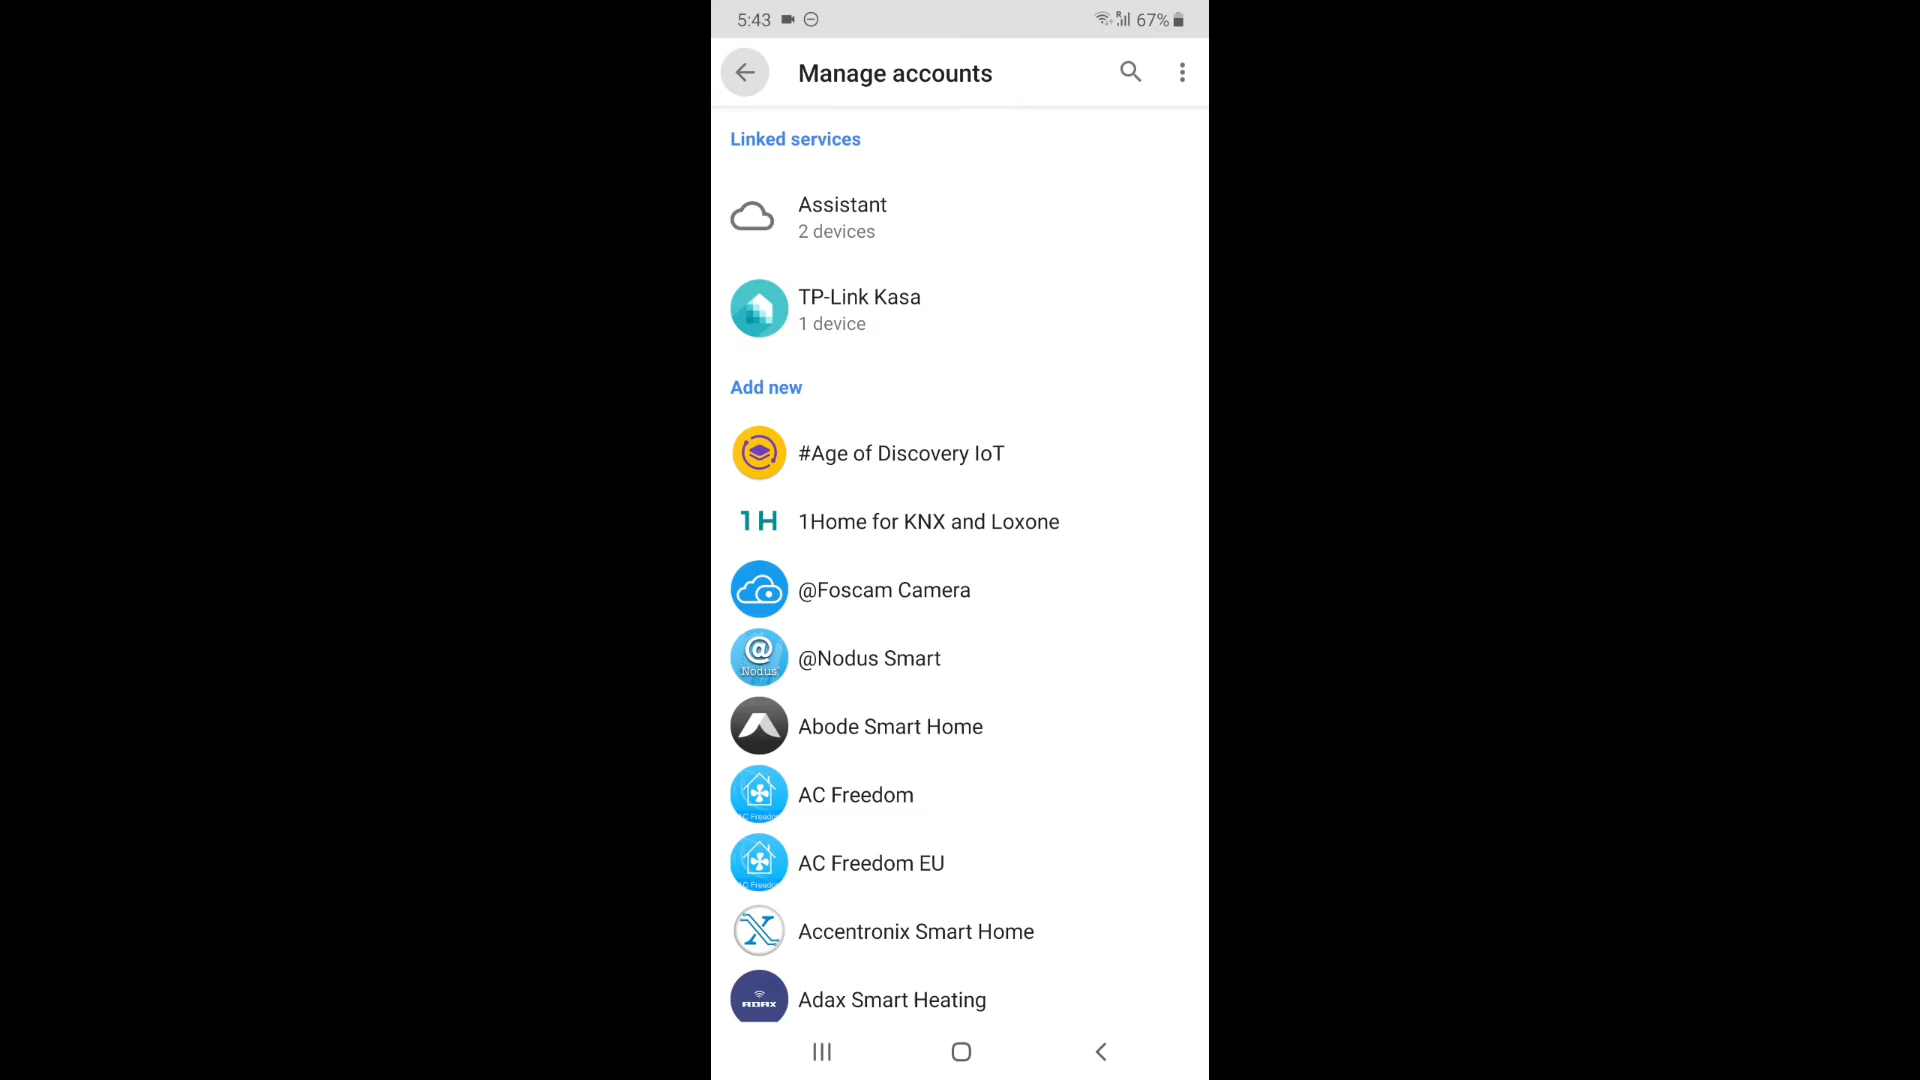 5:43
67%
Manage accounts
Linked services
Assistant
2 devices
TP-Link Kasa
1 device
Add new
#Age of Discovery IoT
1H
1Home for KNX and Loxone
@Foscam Camera
@
Nodus
@Nodus Smart
Abode Smart Home
AC Freedom
AC Freedom EU
Accentronix Smart Home
ADAX
Adax Smart Heating